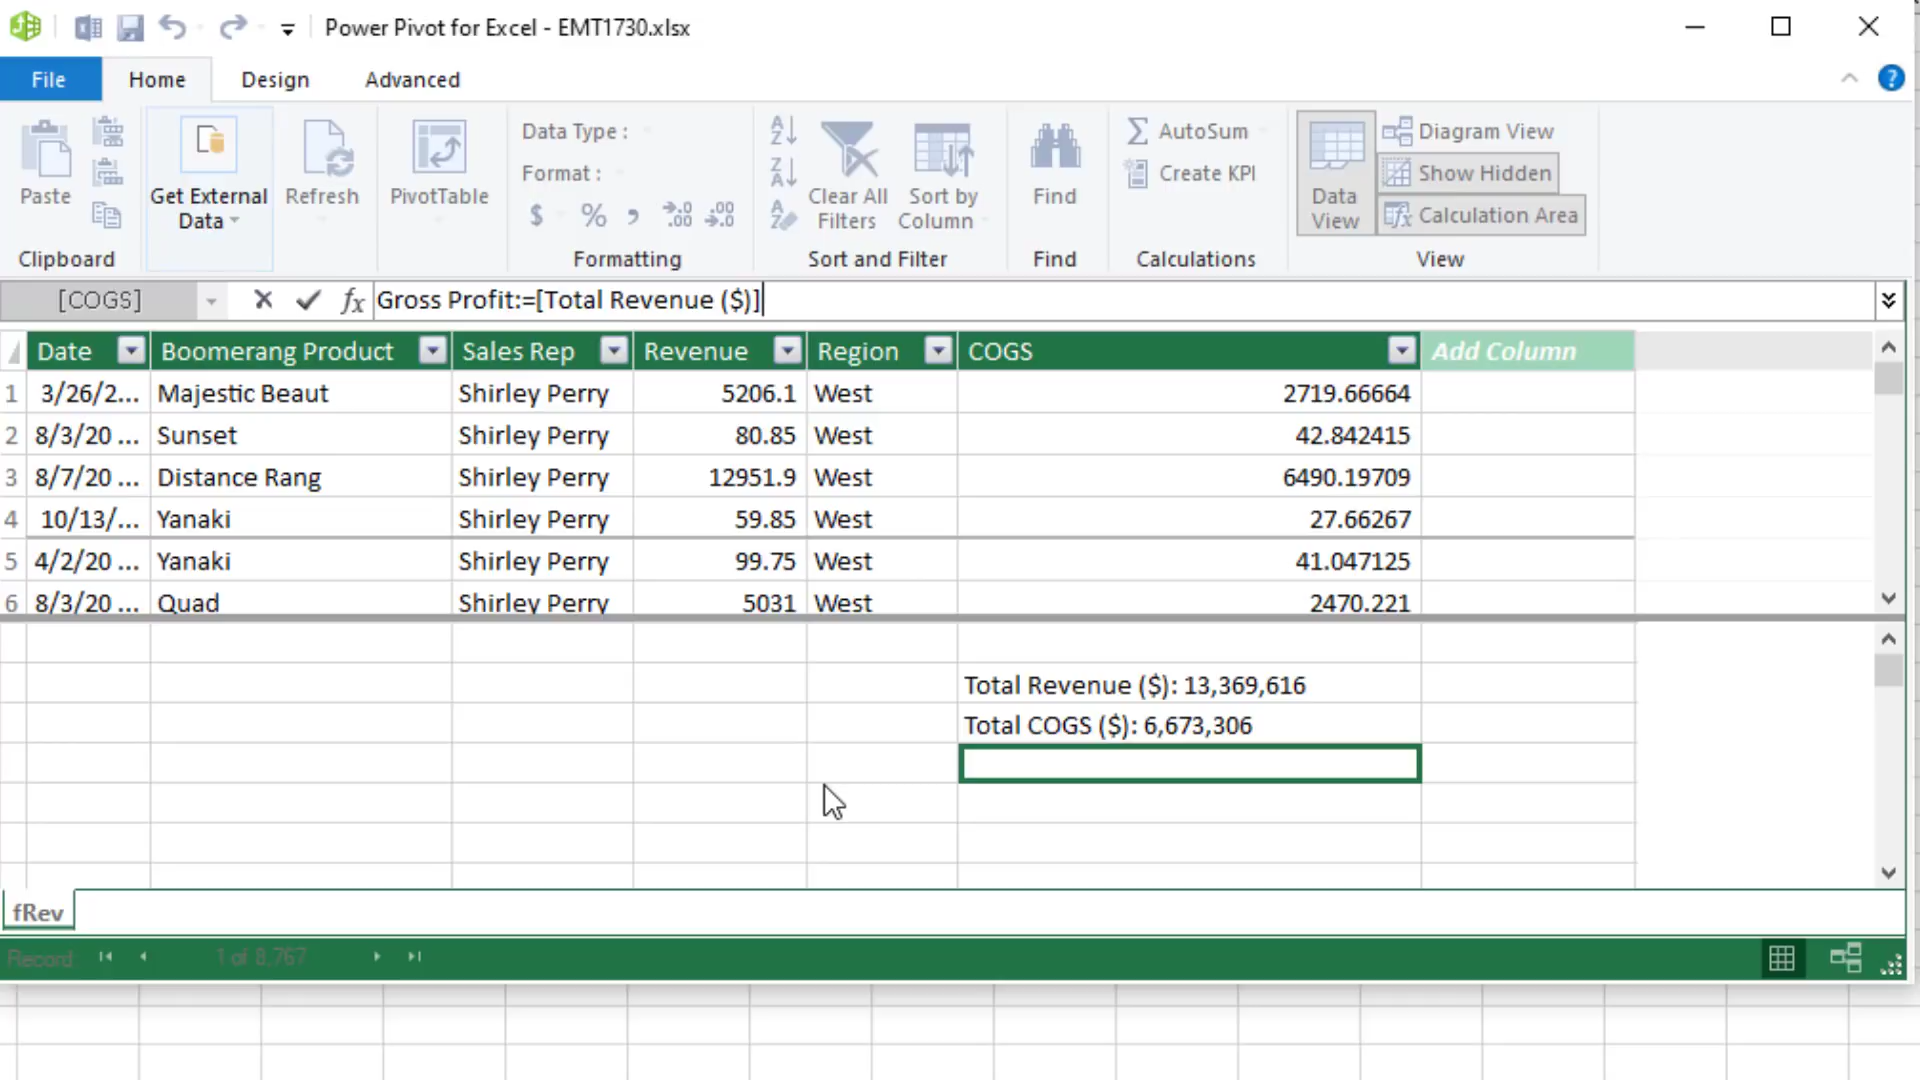 Power Pivot for Excel - EMT1730.xlsx
File Home Design Advanced
Paste
Get External Data
Refresh
PivotTable
Data Type :
Format :
$ % 
Clear All Filters
Sort by Column
Find
AutoSum
Create KPI
Data View
Diagram View
Show Hidden
Calculation Area
Clipboard Formatting Sort and Filter Find Calculations View
[COGS] fx Gross Profit:=[Total Revenue ($)]
Date Boomerang Product Sales Rep Revenue Region COGS Add Column
1 3/26/2... Majestic Beaut Shirley Perry 5206.1 West 2719.66664
2 8/3/20 ... Sunset Shirley Perry 80.85 West 42.842415
3 8/7/20 ... Distance Rang Shirley Perry 12951.9 West 6490.19709
4 10/13/... Yanaki Shirley Perry 59.85 West 27.66267
5 4/2/20 ... Yanaki Shirley Perry 99.75 West 41.047125
6 8/3/20 ... Quad Shirley Perry 5031 West 2470.221
Total Revenue ($): 13,369,616
Total COGS ($): 6,673,306
fRev
Record: 1 of 8,767